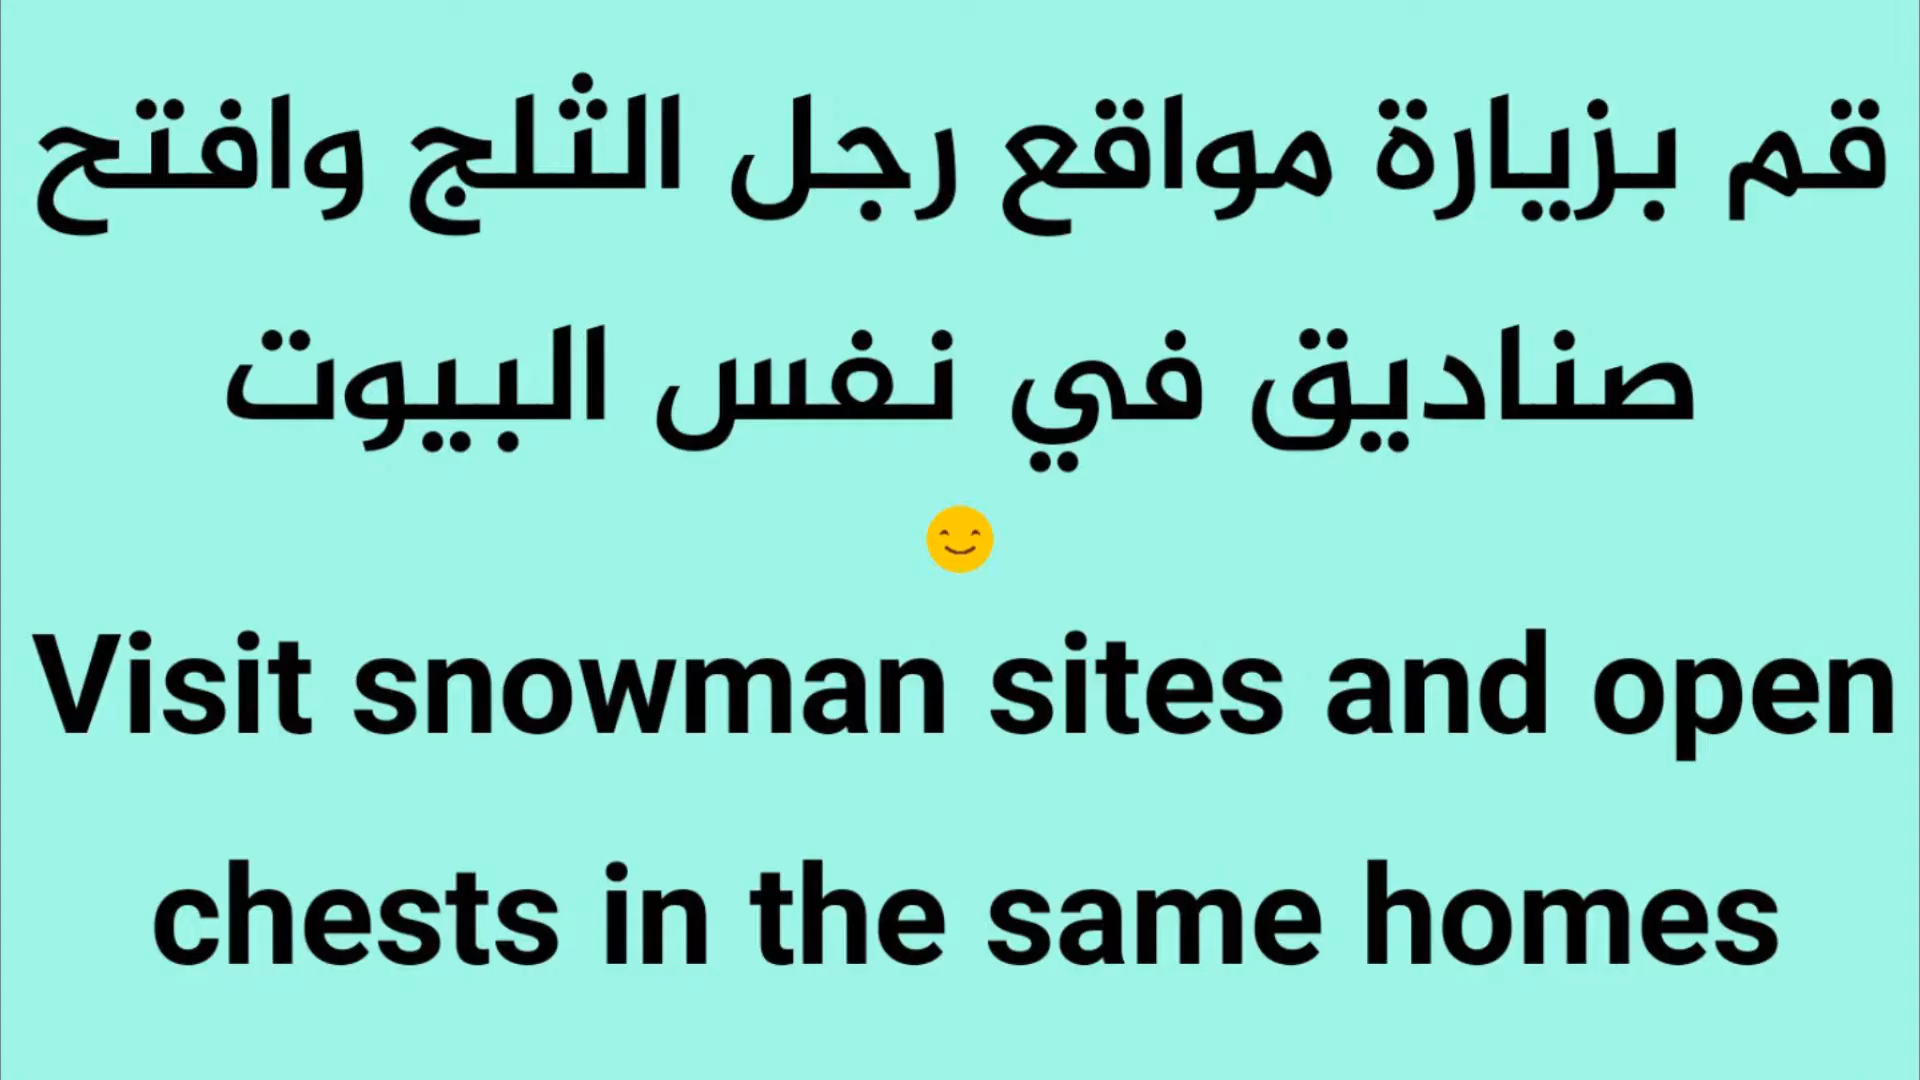 قم بزيارة مواقع رجل الثلج وافتح
صناديق في نفس البيوت
😊
Visit snowman sites and open
chests in the same homes